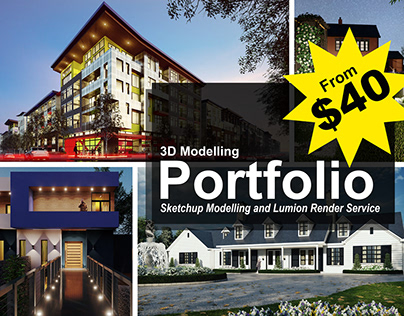 From
$40
3D Modelling
Portfolio
Sketchup Modelling and Lumion Render Service